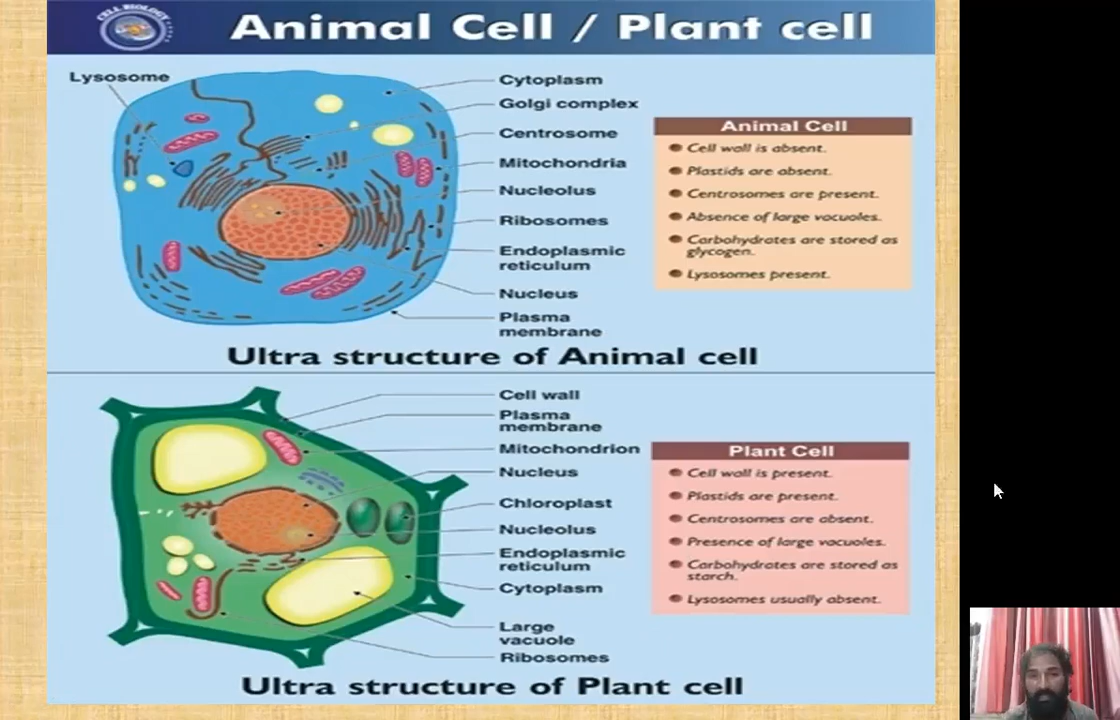 CELL BIOLOGY
Animal Cell / Plant cell
Lysosome
Cytoplasm
Golgi complex
Centrosome
Mitochondria
Nucleolus
Ribosomes
Endoplasmic
reticulum
Nucleus
Plasma
membrane
Animal Cell
Cell wall is absent.
Plastids are absent.
Centrosomes are present.
Absence of large vacuoles.
Carbohydrates are stored as
glycogen.
Lysosomes present.
Ultra structure of Animal cell
Cell wall
Plasma
membrane
Mitochondrion
Nucleus
Chloroplast
Nucleolus
Endoplasmic
reticulum
Cytoplasm
Large
vacuole
Ribosomes
Plant Cell
Cell wall is present.
Plastids are present.
Centrosomes are absent.
Presence of large vacuoles.
Carbohydrates are stored as
starch.
Lysosomes usually absent.
Ultra structure of Plant cell